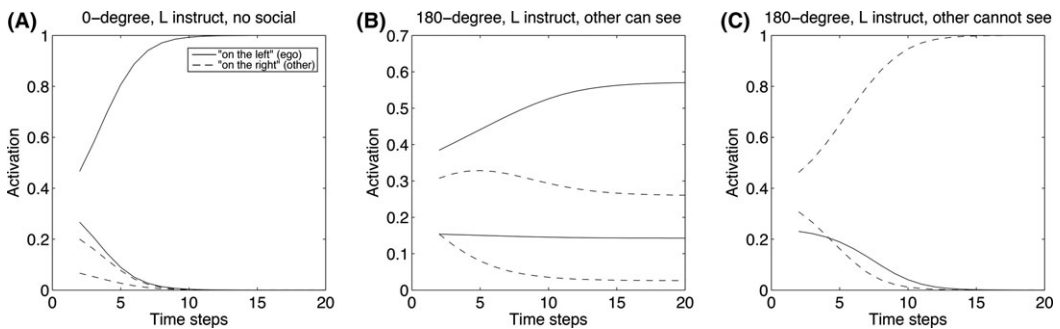 (A) 0-degree, L instruct, no social
"on the left" (ego)
"on the right" (other)
1
0.8
0.6
0.4
0.2
0
Activation
0 5 10 15 20
Time steps
(B) 180-degree, L instruct, other can see
0.7
0.6
0.5
0.4
0.3
0.2
0.1
0
Activation
0 5 10 15 20
Time steps
(C) 180-degree, L instruct, other cannot see
1
0.8
0.6
0.4
0.2
0
Activation
0 5 10 15 20
Time steps